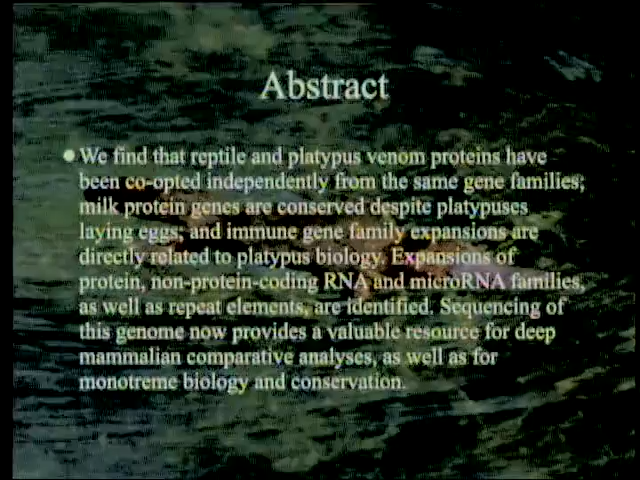 Abstract
We find that reptile and platypus venom proteins have
been co-opted independently from the same gene families;
milk protein genes are conserved despite platypuses
laying eggs; and immune gene family expansions are
directly related to platypus biology. Expansions of
protein, non-protein-coding RNA and microRNA families,
as well as repeat elements, are identified. Sequencing of
this genome now provides a valuable resource for deep
mammalian comparative analyses, as well as for
monotreme biology and conservation.